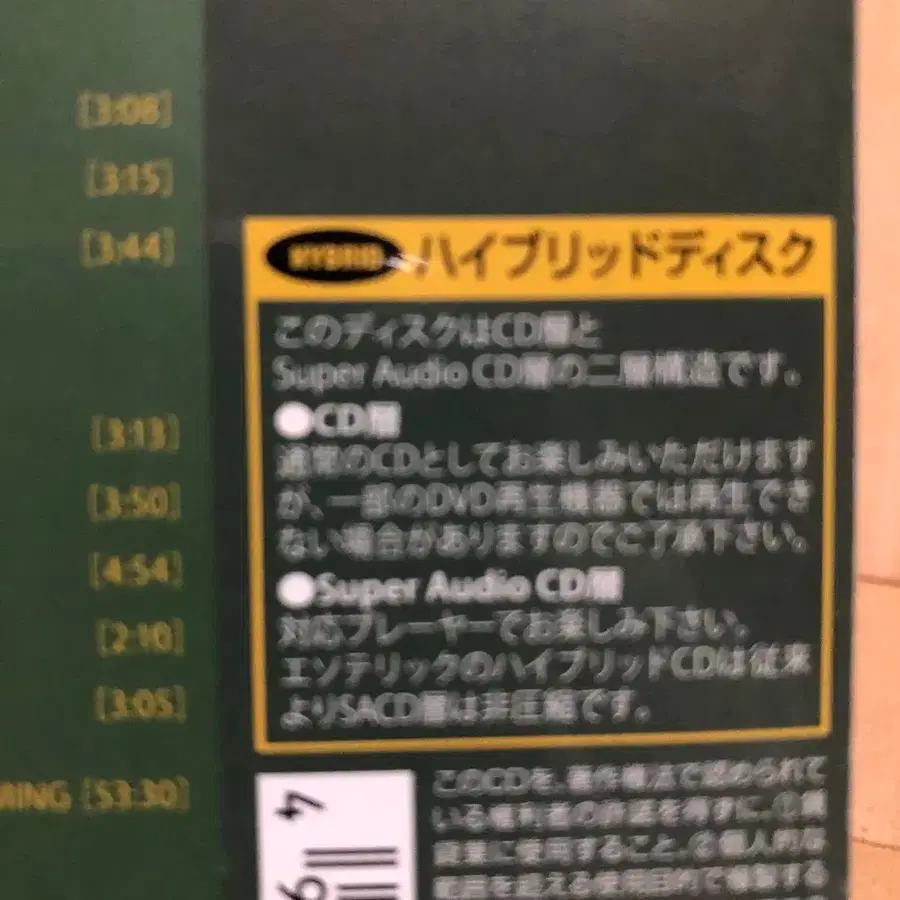 [3:08]
[3:15]
[3:44]
[3:13]
[3:50]
[4:54]
[2:10]
[3:05]
MING [53:30]
HYBRID ハイブリッドディスク
このディスクはCD層と
Super Audio CD層の二層構造です。
●CD層
通常のCDとしてお楽しみいただけます
が、一部のDVD再生機器では再生でき
ない場合がありますのでご了承下さい。
●Super Audio CD層
対応プレーヤーでお楽しみ下さい。
エソテリックのハイブリッドCDは従来
よりSACD層は非圧縮です。
4
9
このCDを、著作権法で認められて
いる権利者の許諾を得ずに、①賃
貸業に使用すること、②個人的な
範囲を超える使用目的で複製する